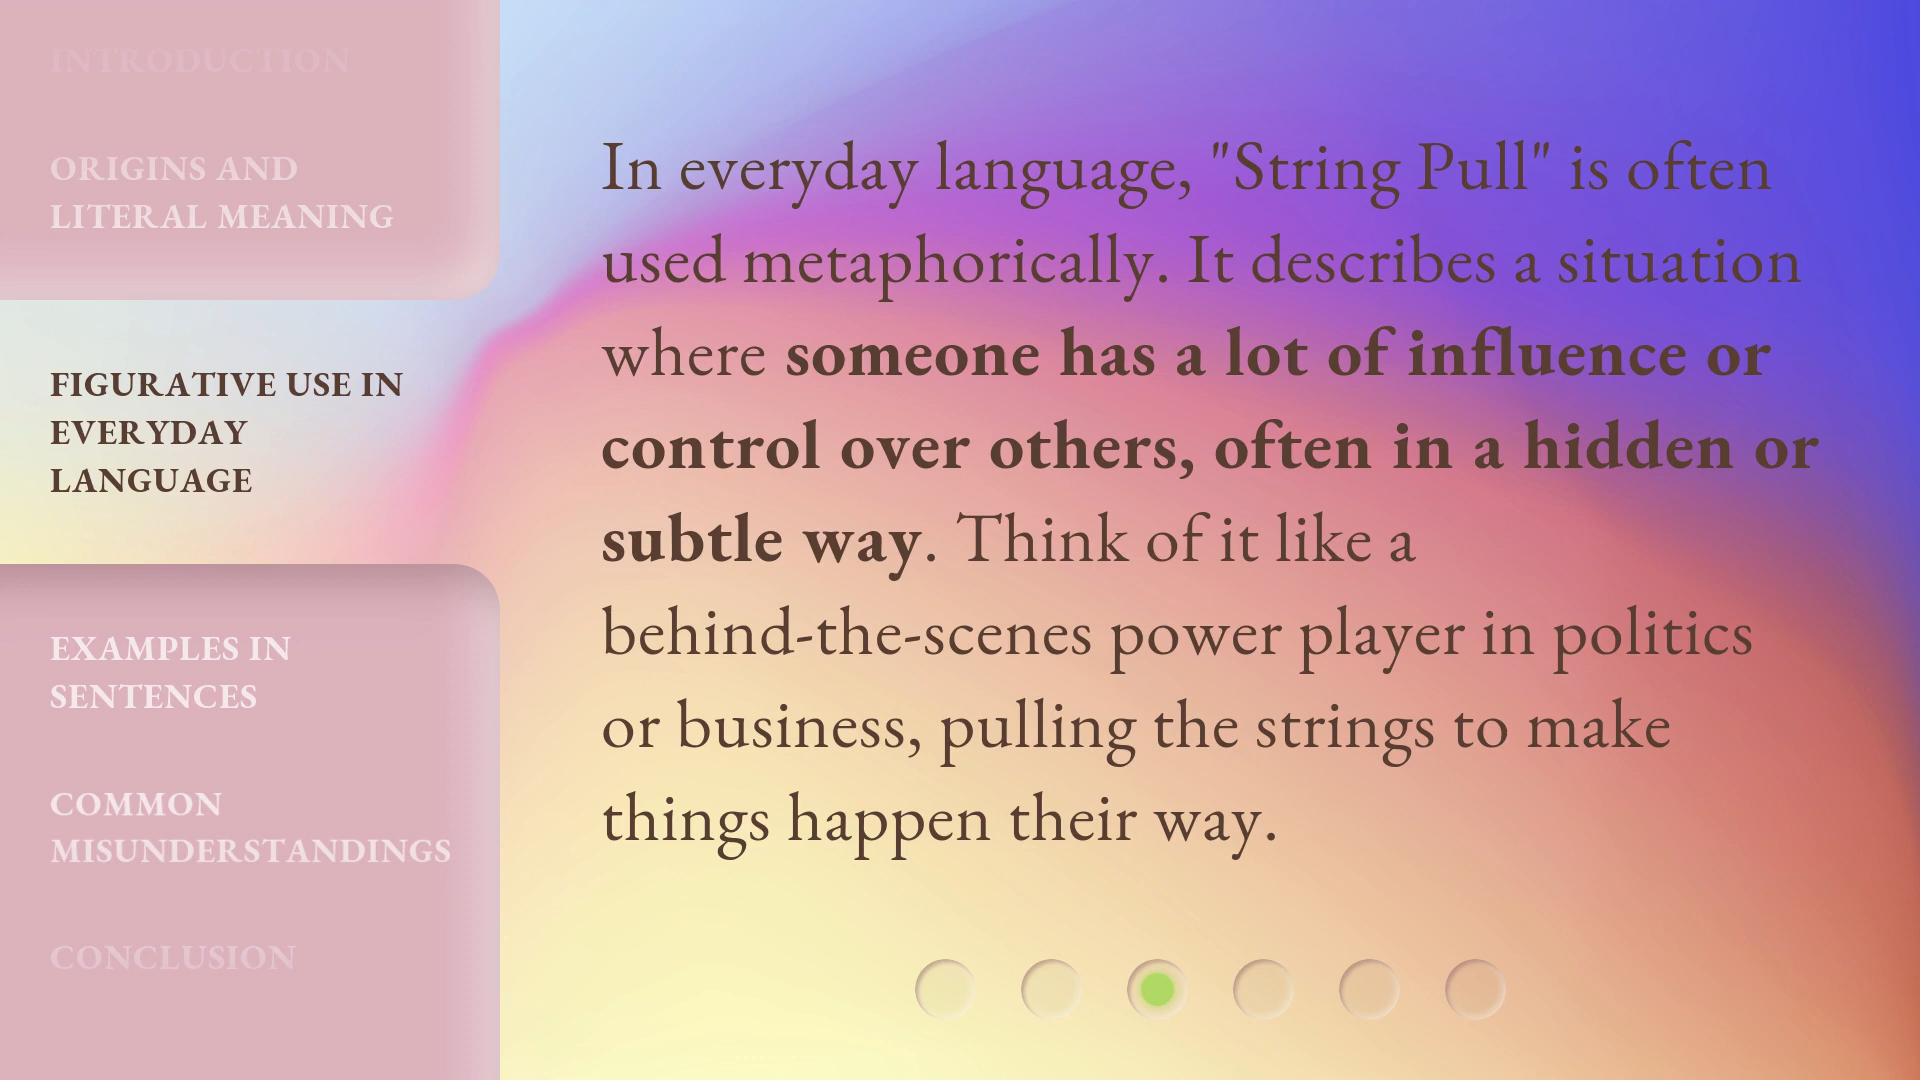 INTRODUCTION
ORIGINS AND
LITERAL MEANING
FIGURATIVE USE IN
EVERYDAY
LANGUAGE
EXAMPLES IN
SENTENCES
COMMON
MISUNDERSTANDINGS
CONCLUSION
In everyday language, "String Pull" is often
used metaphorically. It describes a situation
where someone has a lot of influence or
control over others, often in a hidden or
subtle way. Think of it like a
behind-the-scenes power player in politics
or business, pulling the strings to make
things happen their way.